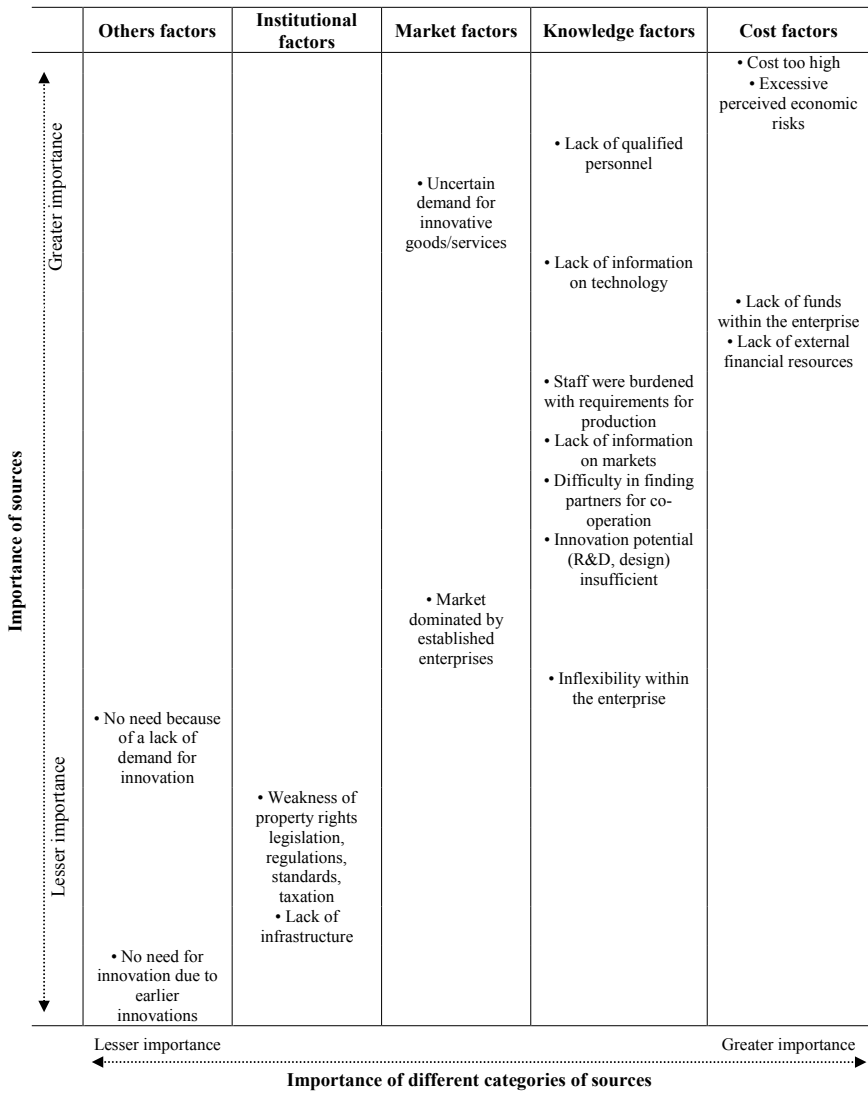 Others factors
Institutional
factors
Market factors
Knowledge factors
Cost factors
• Cost too high
• Excessive
perceived economic
risks
• Lack of qualified
personnel
• Uncertain
demand for
innovative
goods/services
• Lack of information
on technology
• Lack of funds
within the enterprise
• Lack of external
financial resources
• Staff were burdened
with requirements for
production
• Lack of information
on markets
• Difficulty in finding
partners for co-
operation
• Innovation potential
(R&D, design)
insufficient
• Market
dominated by
established
enterprises
• Inflexibility within
the enterprise
• No need because
of a lack of
demand for
innovation
• Weakness of
property rights
legislation,
regulations,
standards,
taxation
• Lack of
infrastructure
• No need for
innovation due to
earlier
innovations
Importance of sources
Greater importance
Lesser importance
Lesser importance
Greater importance
Importance of different categories of sources